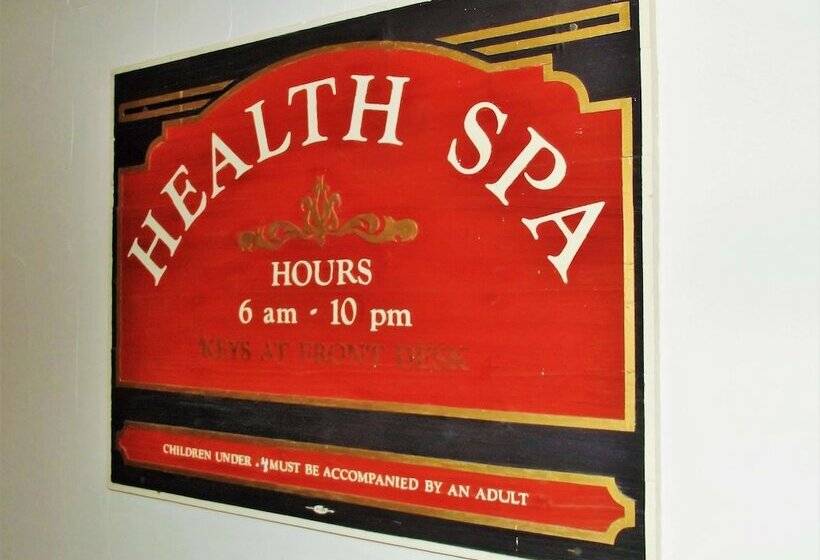 HEALTH SPA
HOURS
6 am - 10 pm
KEYS AT FRONT DESK
CHILDREN UNDER MUST BE ACCOMPANIED BY AN ADULT